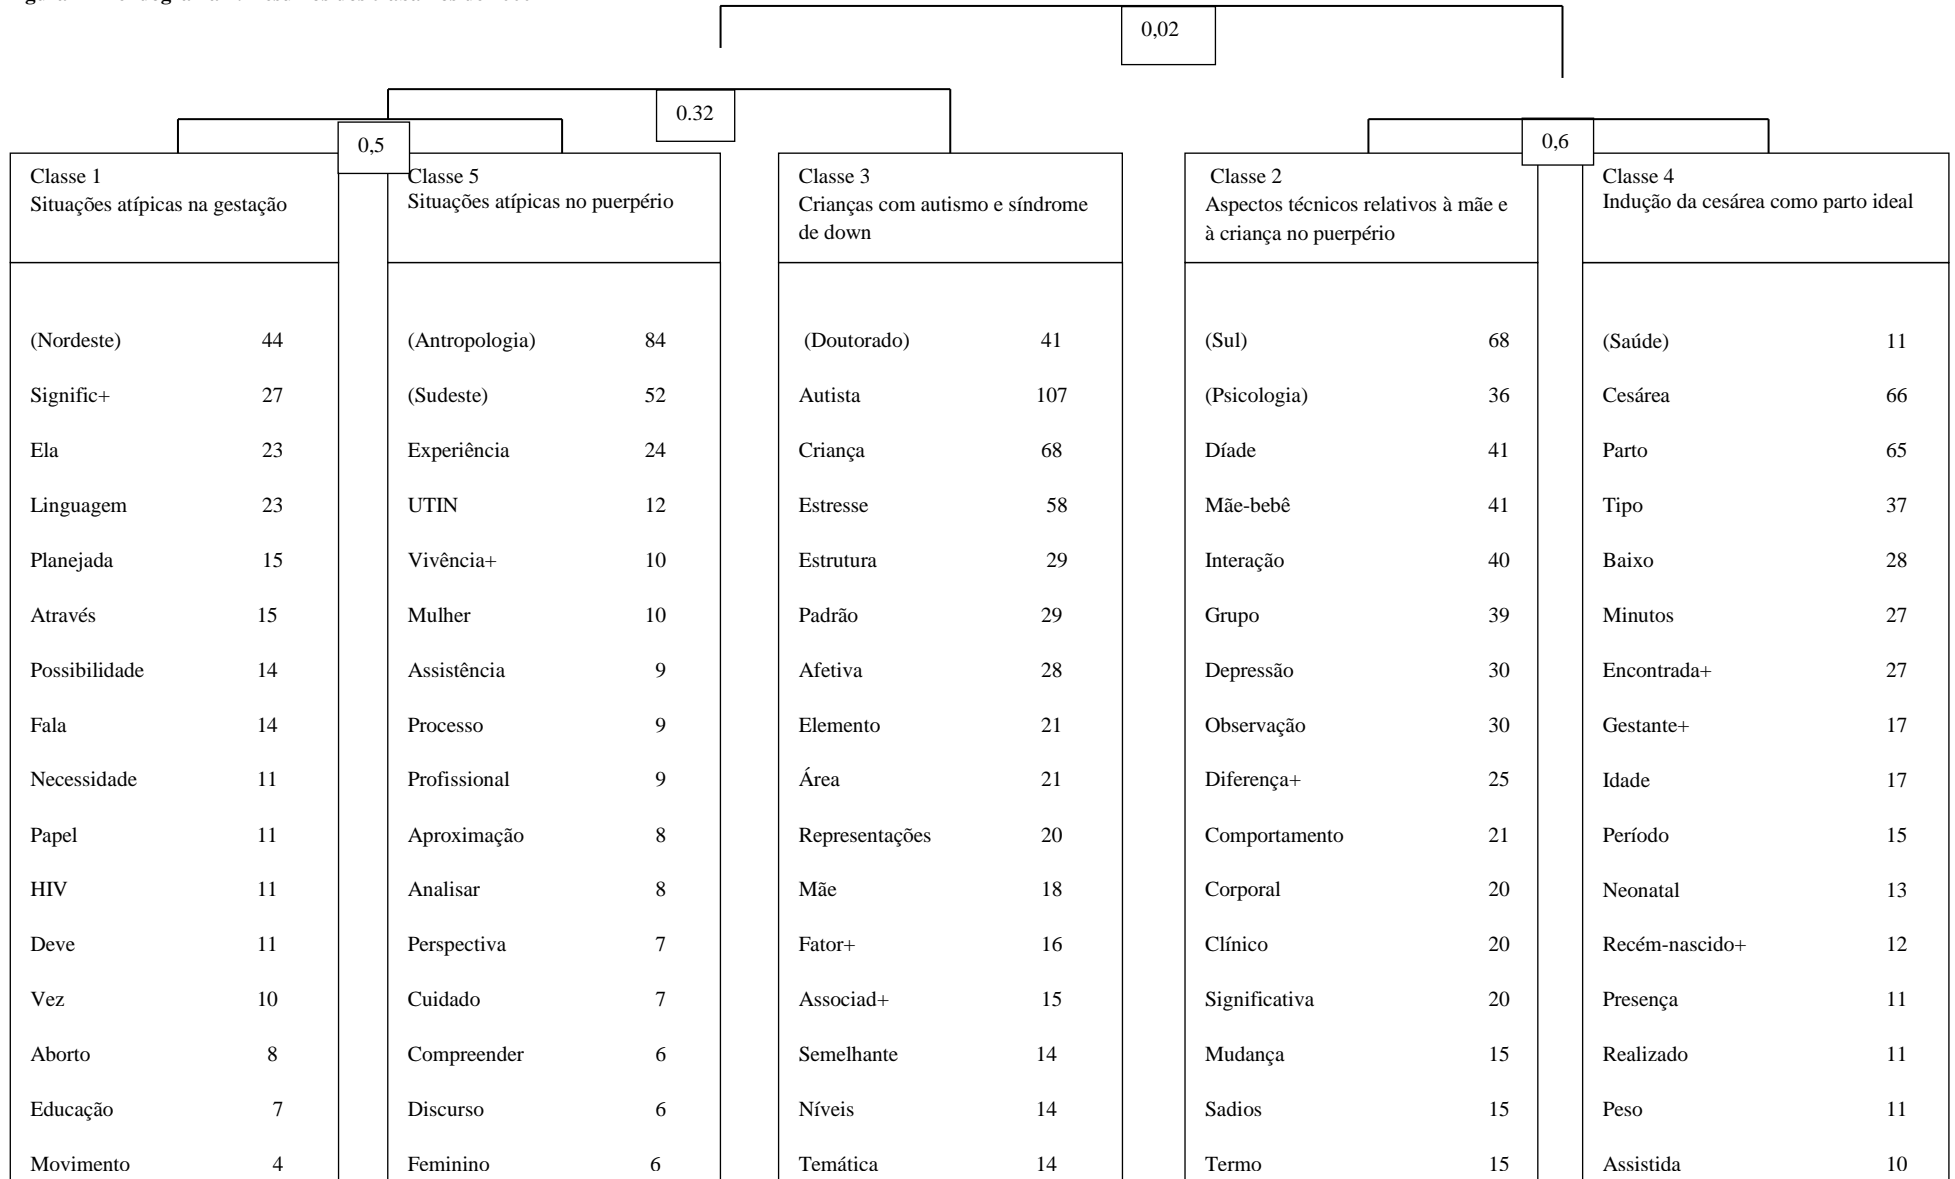 0,02
0.32
0,5
0,6
Classe 1
Situações atípicas na gestação
(Nordeste) 44
Signific+ 27
Ela 23
Linguagem 23
Planejada 15
Através 15
Possibilidade 14
Fala 14
Necessidade 11
Papel 11
HIV 11
Deve 11
Vez 10
Aborto 8
Educação 7
Movimento 4
Classe 5
Situações atípicas no puerpério
(Antropologia) 84
(Sudeste) 52
Experiência 24
UTIN 12
Vivência+ 10
Mulher 10
Assistência 9
Processo 9
Profissional 9
Aproximação 8
Analisar 8
Perspectiva 7
Cuidado 7
Compreender 6
Discurso 6
Feminino 6
Classe 3
Crianças com autismo e síndrome
de down
(Doutorado) 41
Autista 107
Criança 68
Estresse 58
Estrutura 29
Padrão 29
Afetiva 28
Elemento 21
Área 21
Representações 20
Mãe 18
Fator+ 16
Associad+ 15
Semelhante 14
Níveis 14
Temática 14
Classe 2
Aspectos técnicos relativos à mãe e
à criança no puerpério
(Sul) 68
(Psicologia) 36
Díade 41
Mãe-bebê 41
Interação 40
Grupo 39
Depressão 30
Observação 30
Diferença+ 25
Comportamento 21
Corporal 20
Clínico 20
Significativa 20
Mudança 15
Sadios 15
Termo 15
Classe 4
Indução da cesárea como parto ideal
(Saúde) 11
Cesárea 66
Parto 65
Tipo 37
Baixo 28
Minutos 27
Encontrada+ 27
Gestante+ 17
Idade 17
Período 15
Neonatal 13
Recém-nascido+ 12
Presença 11
Realizado 11
Peso 11
Assistida 10